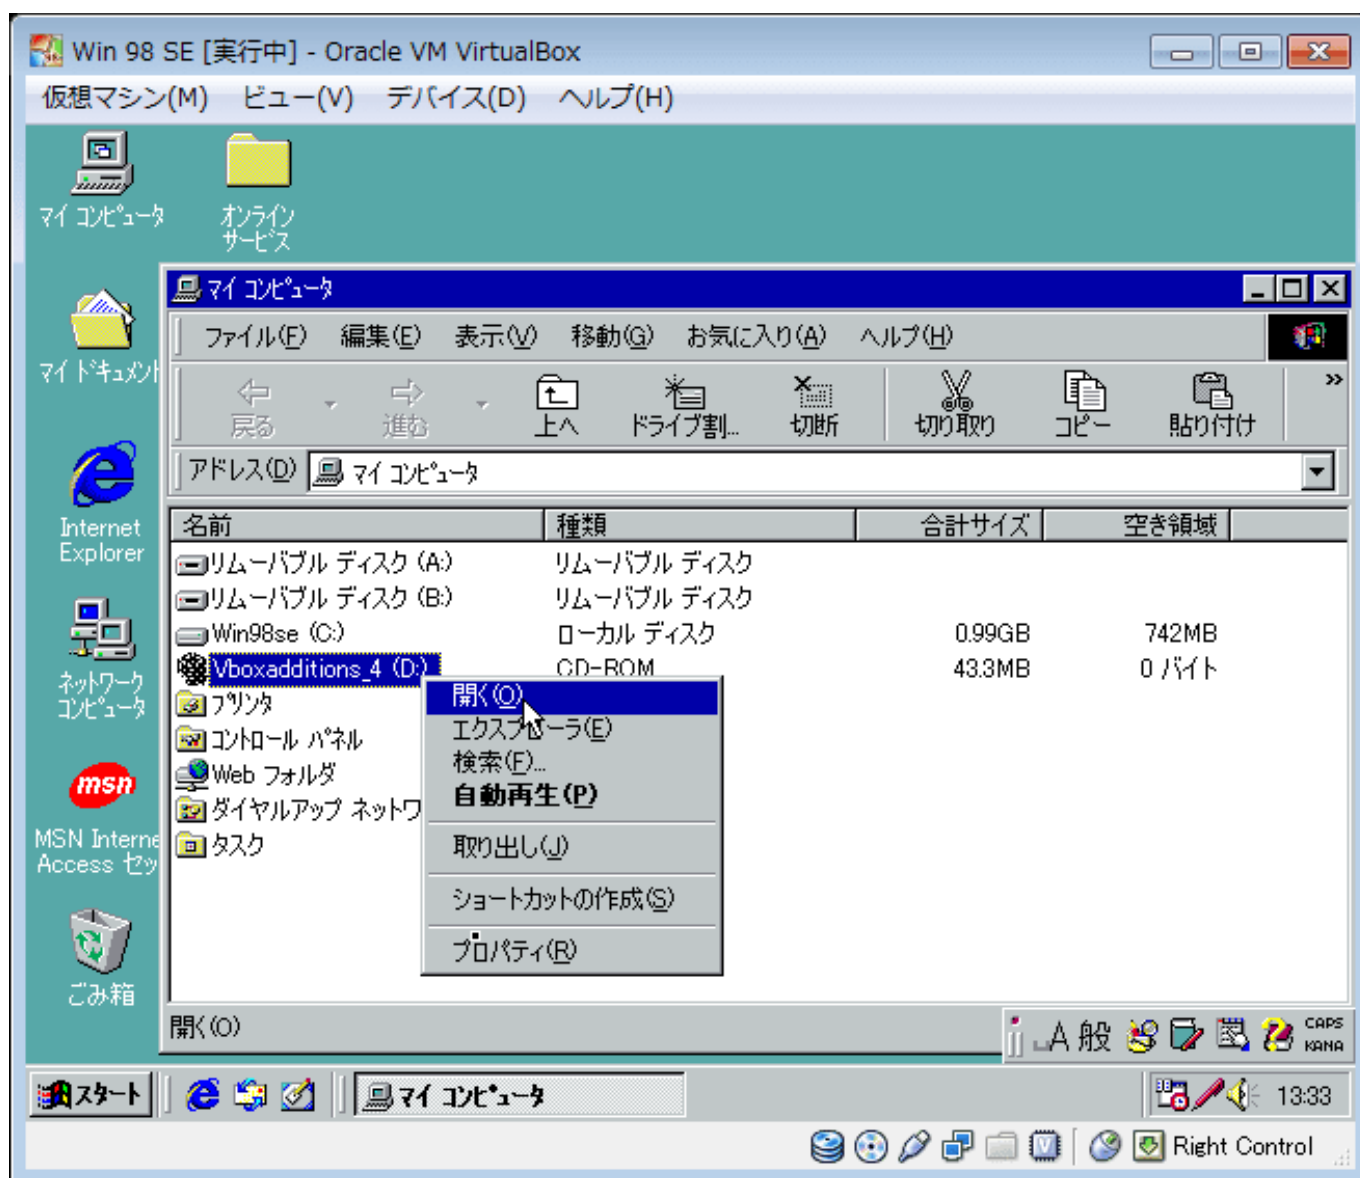 Win 98 SE [実行中] - Oracle VM VirtualBox
仮想マシン(M) ビュー(V) デバイス(D) ヘルプ(H)
マイ コンピュータ
オンライン
サービス
マイ ドキュメント
Internet
Explorer
ネットワーク
コンピュータ
msn
MSN Interne
Access セッ
ごみ箱
マイ コンピュータ
ファイル(F) 編集(E) 表示(V) 移動(G) お気に入り(A) ヘルプ(H)
戻る 進む 上へ ドライブ割... 切断 切り取り コピー 貼り付け »
アドレス(D) マイ コンピュータ
名前 種類 合計サイズ 空き領域
リムーバブル ディスク (A:) リムーバブル ディスク
リムーバブル ディスク (B:) リムーバブル ディスク
Win98se (C:) ローカル ディスク 0.99GB 742MB
Vboxadditions_4 (D:) CD-ROM 43.3MB 0 バイト
プリンタ
コントロール パネル
Web フォルダ
ダイヤルアップ ネットワ
タスク
開く(O)
エクスプローラ(E)
検索(F)...
自動再生(P)
取り出し(J)
ショートカットの作成(S)
プロパティ(R)
開く(O)
A 般 CAPS
KANA
スタート マイ コンピュータ 13:33
Right Control